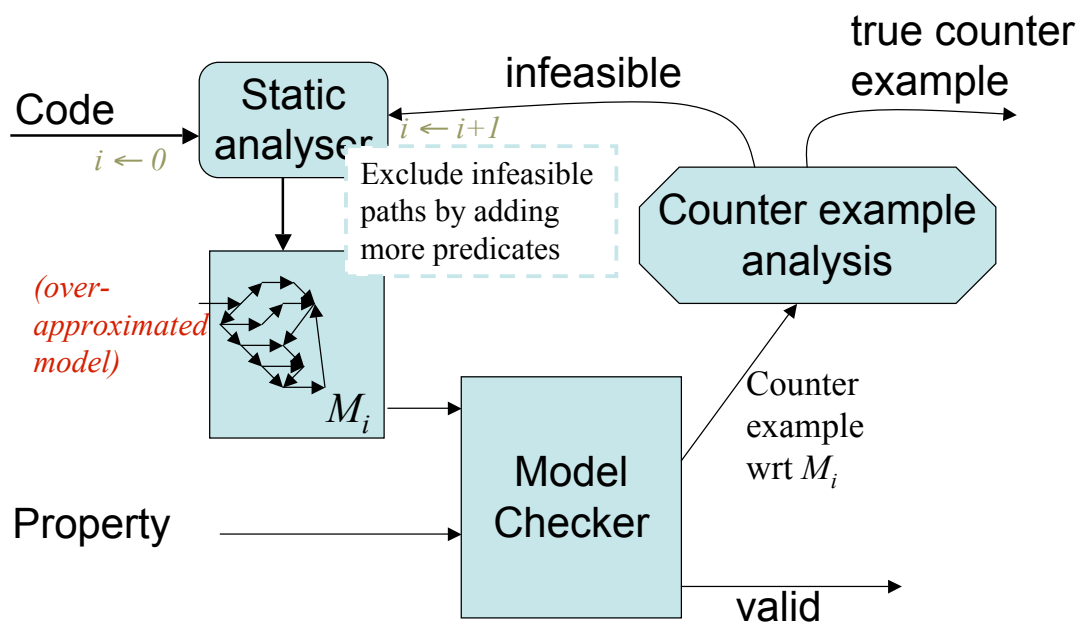 true counter
example
infeasible
Code
Static
analyser
i ← 0
i ← i+1
Exclude infeasible
paths by adding
more predicates
Counter example
analysis
(over-
approximated
model)
M_i
Counter
example
wrt M_i
Model
Checker
Property
valid